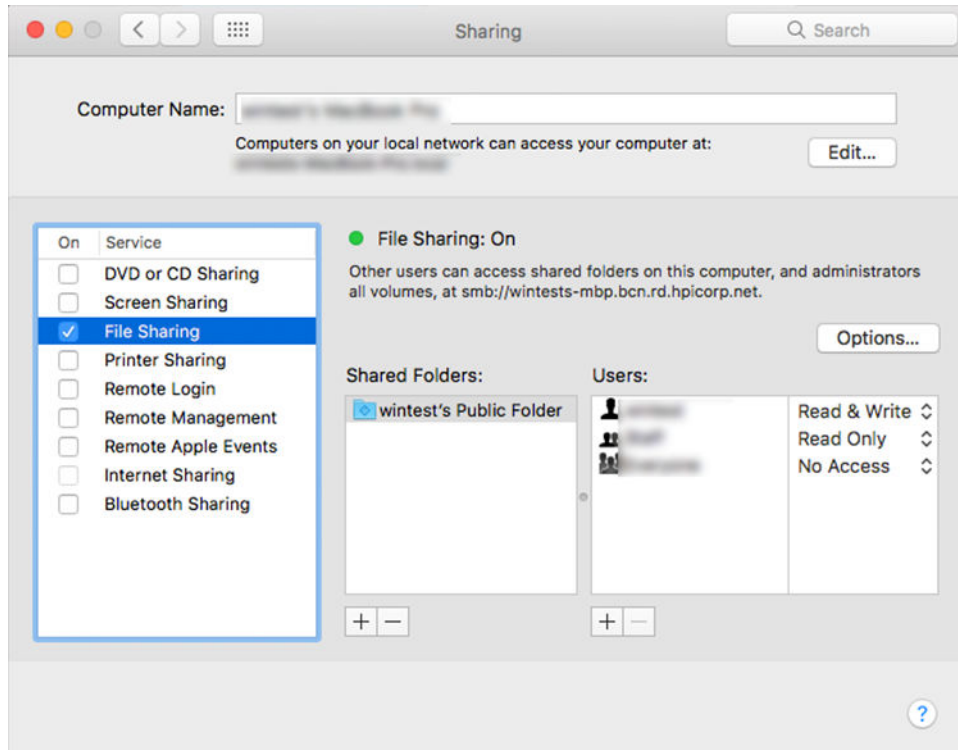 Sharing
Search
Computer Name:
Computers on your local network can access your computer at:
Edit...
On Service
DVD or CD Sharing
Screen Sharing
File Sharing
Printer Sharing
Remote Login
Remote Management
Remote Apple Events
Internet Sharing
Bluetooth Sharing
File Sharing: On
Other users can access shared folders on this computer, and administrators
all volumes, at smb://wintests-mbp.bcn.rd.hpicorp.net.
Options...
Shared Folders:
wintest's Public Folder
Users:
Read & Write
Read Only
No Access
+ −
+ −
?